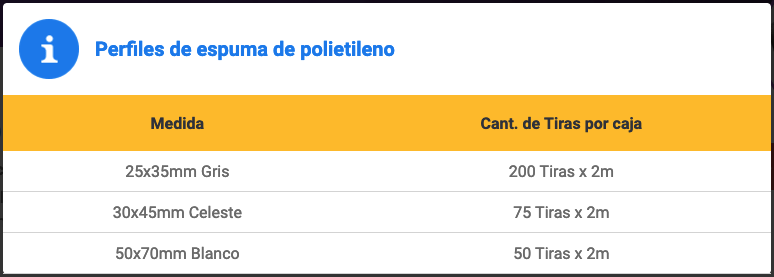 Perfiles de espuma de polietileno
Medida Cant. de Tiras por caja
25x35mm Gris 200 Tiras x 2m
30x45mm Celeste 75 Tiras x 2m
50x70mm Blanco 50 Tiras x 2m